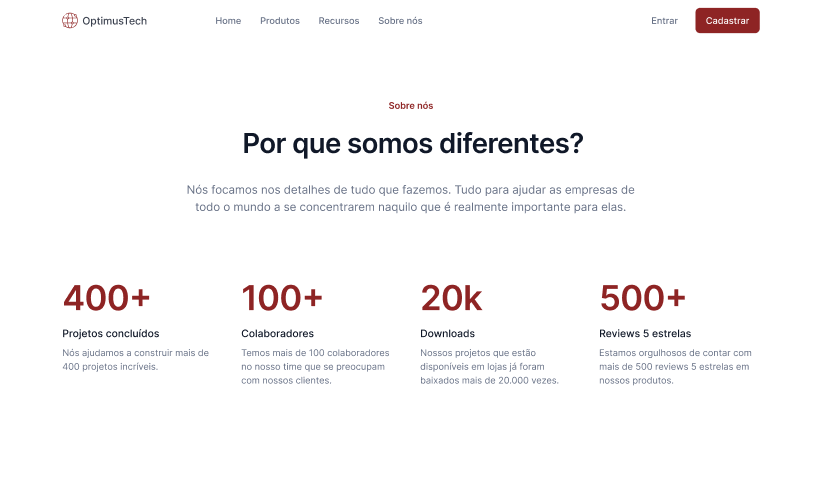 OptimusTech
Home
Produtos
Recursos
Sobre nós
Entrar
Cadastrar
Sobre nós
Por que somos diferentes?
Nós focamos nos detalhes de tudo que fazemos. Tudo para ajudar as empresas de
todo o mundo a se concentrarem naquilo que é realmente importante para elas.
400+
Projetos concluídos
Nós ajudamos a construir mais de
400 projetos incríveis.
100+
Colaboradores
Temos mais de 100 colaboradores
no nosso time que se preocupam
com nossos clientes.
20k
Downloads
Nossos projetos que estão
disponíveis em lojas já foram
baixados mais de 20.000 vezes.
500+
Reviews 5 estrelas
Estamos orgulhosos de contar com
mais de 500 reviews 5 estrelas em
nossos produtos.